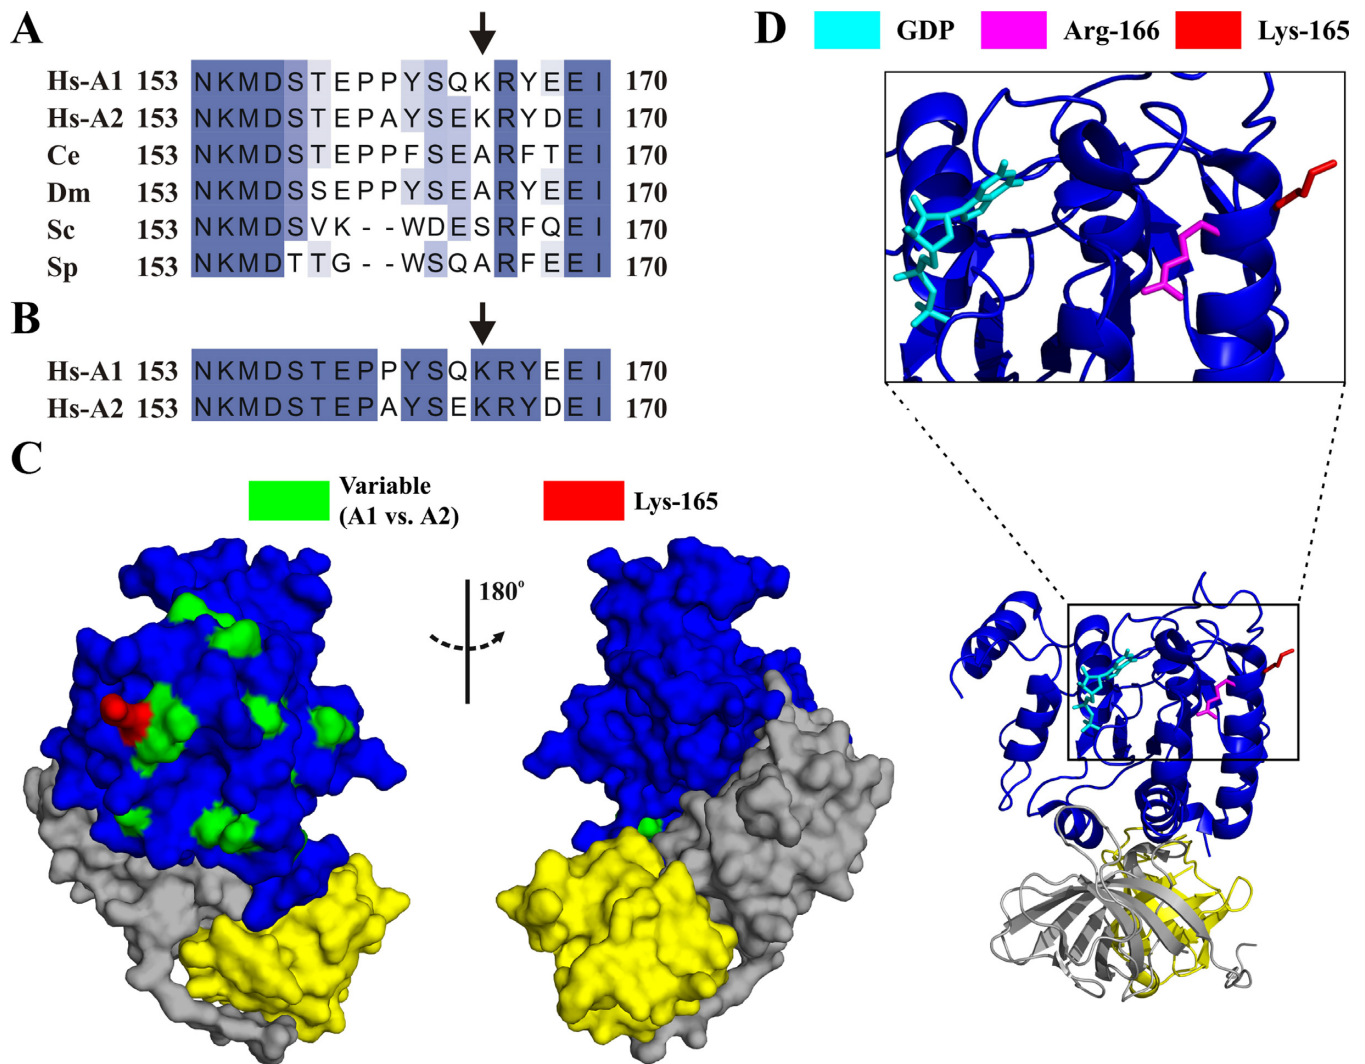 A
Hs-A1 153 NKMDSTEPPYSQKRYEEI 170
Hs-A2 153 NKMDSTEPAYSEKRYDEI 170
Ce 153 NKMDSTEPPFSEARFTEI 170
Dm 153 NKMDSSEPPYSEARYEEI 170
Sc 153 NKMDSVK--WDESRFQEI 170
Sp 153 NKMDTTG--WSQARFEEI 170
B
Hs-A1 153 NKMDSTEPPYSQKRYEEI 170
Hs-A2 153 NKMDSTEPAYSEKRYDEI 170
C
Variable
(A1 vs. A2)
Lys-165
180°
D
GDP
Arg-166
Lys-165